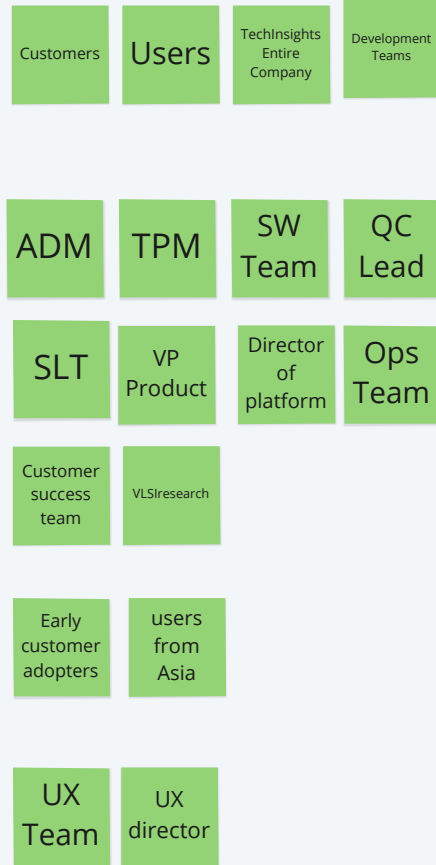 Customers
Users
TechInsights
Entire
Company
Development
Teams
ADM
TPM
SW
Team
QC
Lead
SLT
VP
Product
Director
of
platform
Ops
Team
Customer
success
team
VLSIresearch
Early
customer
adopters
users
from
Asia
UX
Team
UX
director